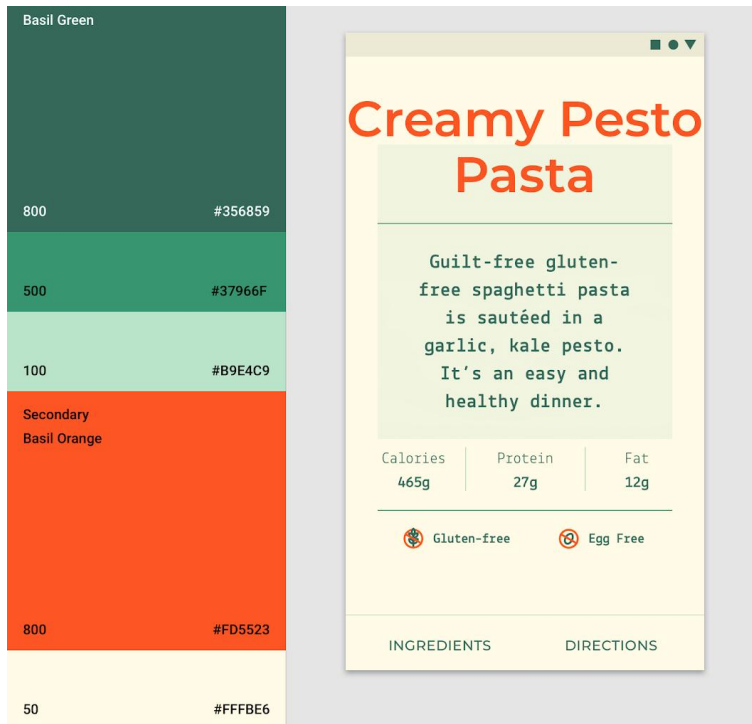 Basil Green
800 #356859
500 #37966F
100 #B9E4C9
Secondary
Basil Orange
800 #FD5523
50 #FFFBE6
Creamy Pesto
Pasta
Guilt-free gluten-
free spaghetti pasta
is sautéed in a
garlic, kale pesto.
It’s an easy and
healthy dinner.
Calories Protein Fat
465g 27g 12g
Gluten-free Egg Free
INGREDIENTS DIRECTIONS